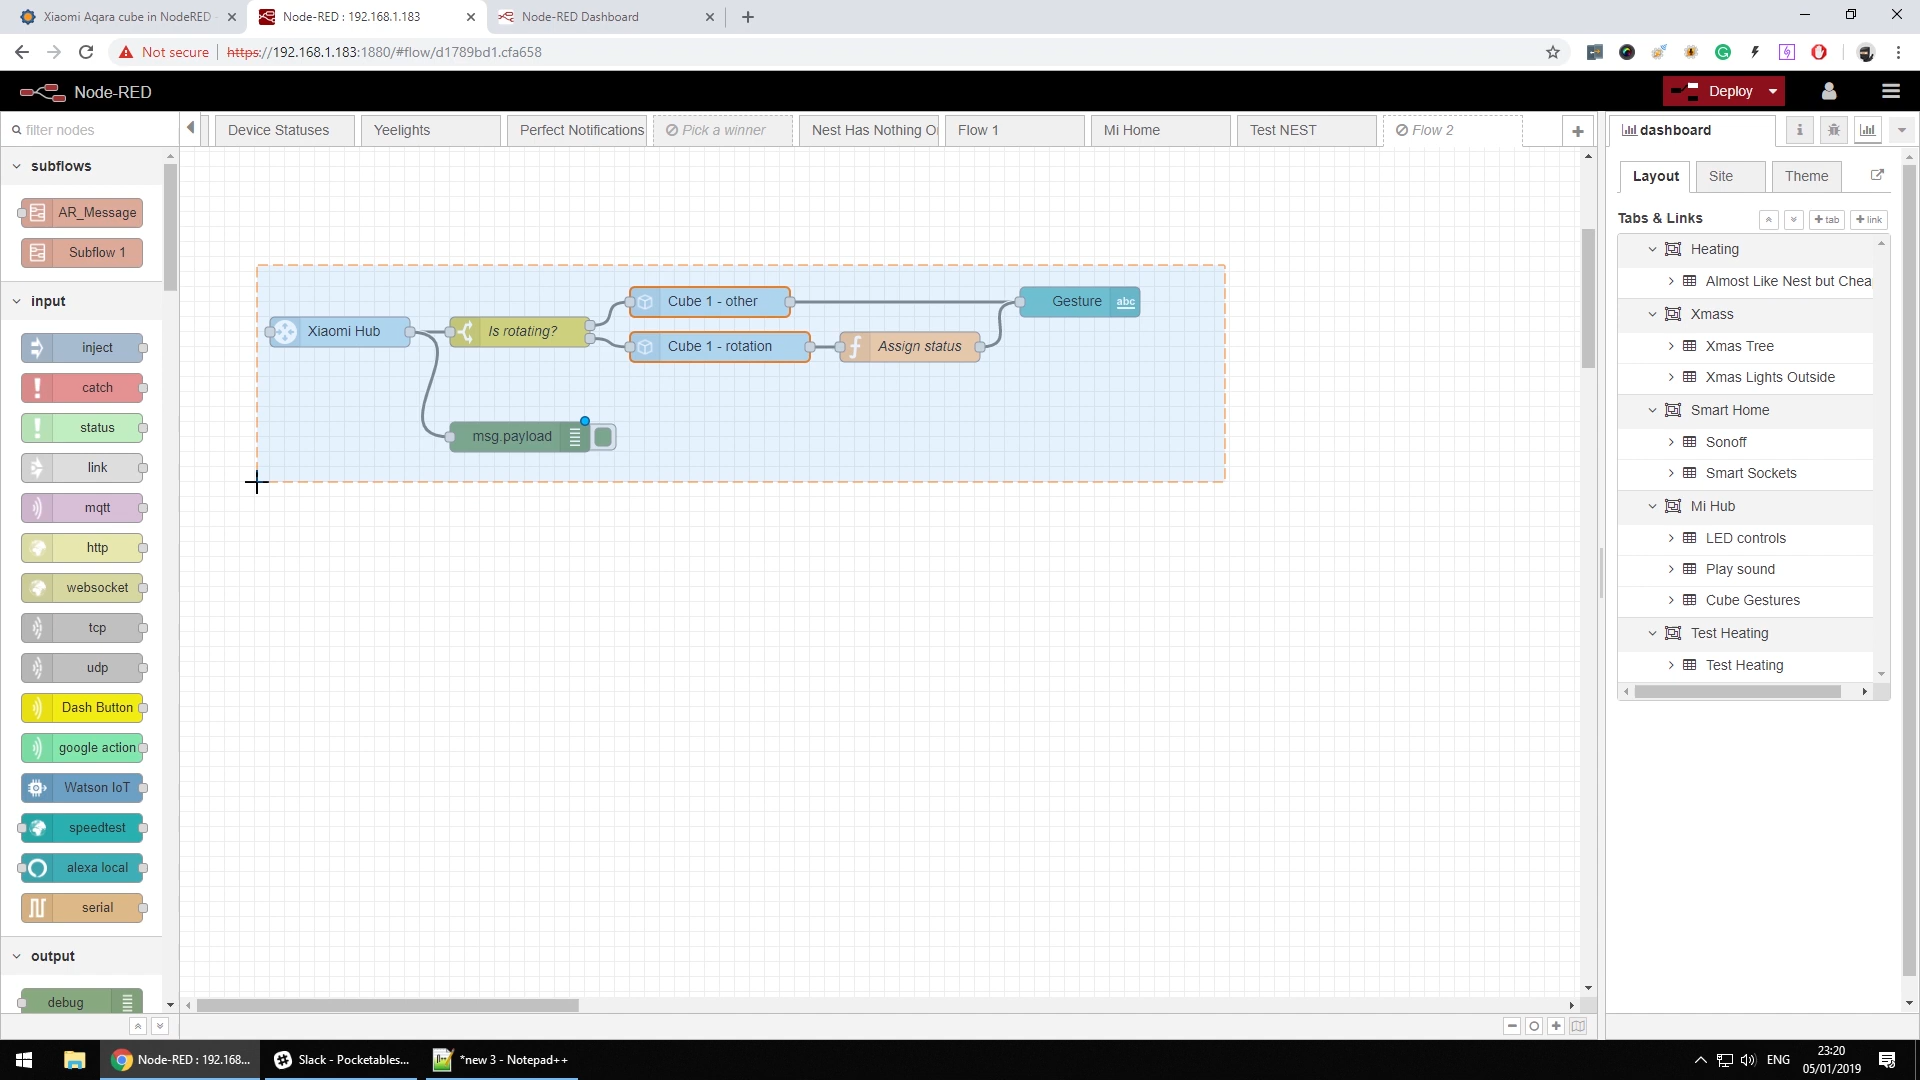 Xiaomi Aqara cube in NodeRED
Node-RED : 192.168.1.183
Node-RED Dashboard
Not secure
https://192.168.1.183:1880/#flow/d1789bd1.cfa658
Node-RED
Deploy
filter nodes
Device Statuses
Yeelights
Perfect Notifications
Pick a winner
Nest Has Nothing O
Flow 1
Mi Home
Test NEST
Flow 2
dashboard
subflows
AR_Message
Subflow 1
input
inject
catch
status
link
mqtt
http
websocket
tcp
udp
Dash Button
google action
Watson IoT
speedtest
alexa local
serial
output
debug
Xiaomi Hub
Is rotating?
Cube 1 - other
Cube 1 - rotation
Assign status
Gesture
abc
msg.payload
Layout
Site
Theme
Tabs & Links
tab
link
Heating
Almost Like Nest but Chea
Xmass
Xmas Tree
Xmas Lights Outside
Smart Home
Sonoff
Smart Sockets
Mi Hub
LED controls
Play sound
Cube Gestures
Test Heating
Test Heating
Node-RED : 192.168...
Slack - Pocketables...
*new 3 - Notepad++
ENG
23:20
05/01/2019